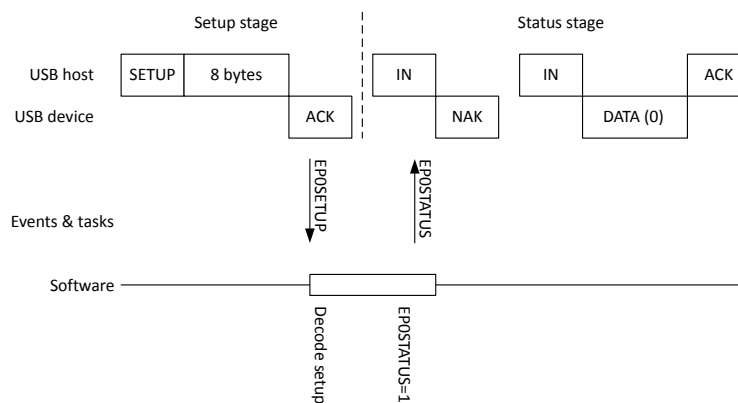 Setup stage
Status stage
USB host
SETUP
8 bytes
IN
IN
ACK
USB device
ACK
NAK
DATA (0)
EP0SETUP
EP0STATUS
Events & tasks
Software
Decode setup
EP0STATUS=1